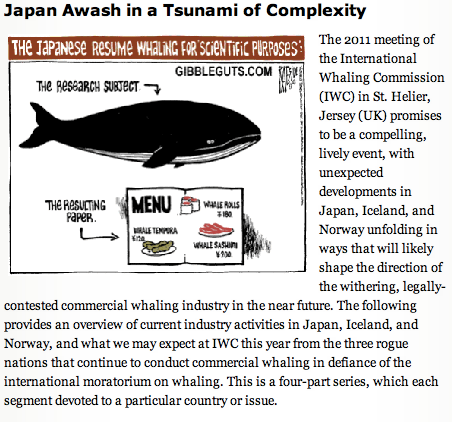 Japan Awash in a Tsunami of Complexity
THE JAPANESE RESUME WHALING FOR "SCIENTIFIC PURPOSES":
GIBBLEGUTS.COM
THE RESEARCH SUBJECT
THE RESULTING
PAPER.
MENU
WHALE ROLLS
WHALE TEMPURA
WHALE SASHIMI
The 2011 meeting of
the International
Whaling Commission
(IWC) in St. Helier,
Jersey (UK) promises
to be a compelling,
lively event, with
unexpected
developments in
Japan, Iceland, and
Norway unfolding in
ways that will likely
shape the direction of
the withering, legally-
contested commercial whaling industry in the near future. The following
provides an overview of current industry activities in Japan, Iceland, and
Norway, and what we may expect at IWC this year from the three rogue
nations that continue to conduct commercial whaling in defiance of the
international moratorium on whaling. This is a four-part series, which each
segment devoted to a particular country or issue.